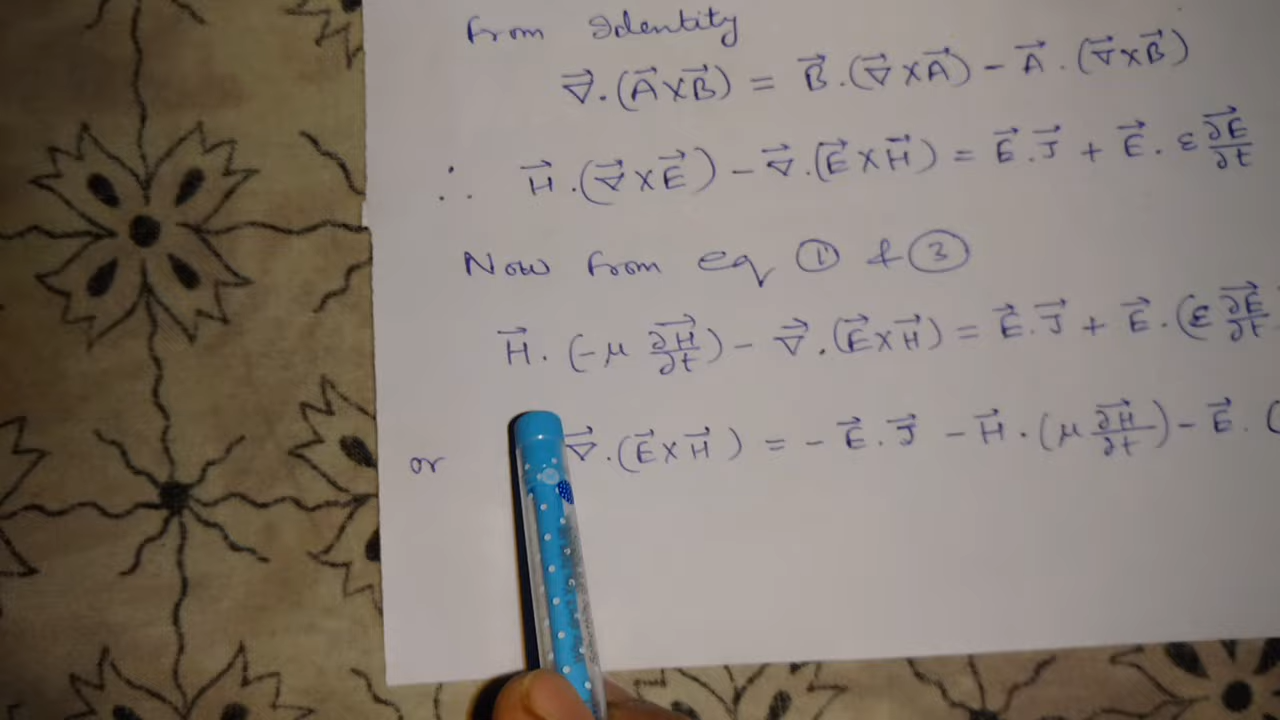 From Identity
∇⃗.(A⃗×B⃗) = B⃗.(∇⃗×A⃗) - A⃗.(∇⃗×B⃗)
∴ H⃗.(∇⃗×E⃗) - ∇⃗.(E⃗×H⃗) = E⃗.J⃗ + E⃗.ε ∂E⃗/∂t
Now from eq ① & ③
H⃗.(-μ ∂H⃗/∂t) - ∇⃗.(E⃗×H⃗) = E⃗.J⃗ + E⃗.(ε ∂E⃗/∂t
or ∇⃗.(E⃗×H⃗) = -E⃗.J⃗ - H⃗.(μ ∂H⃗/∂t) - E⃗.(